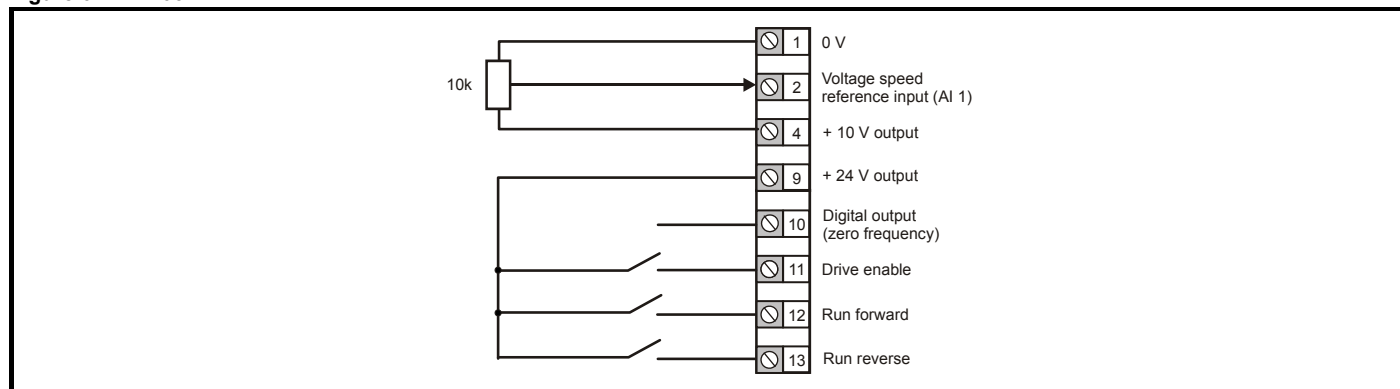 1 0 V
10k
2 Voltage speed
reference input (AI 1)
4 + 10 V output
9 + 24 V output
10 Digital output
(zero frequency)
11 Drive enable
12 Run forward
13 Run reverse